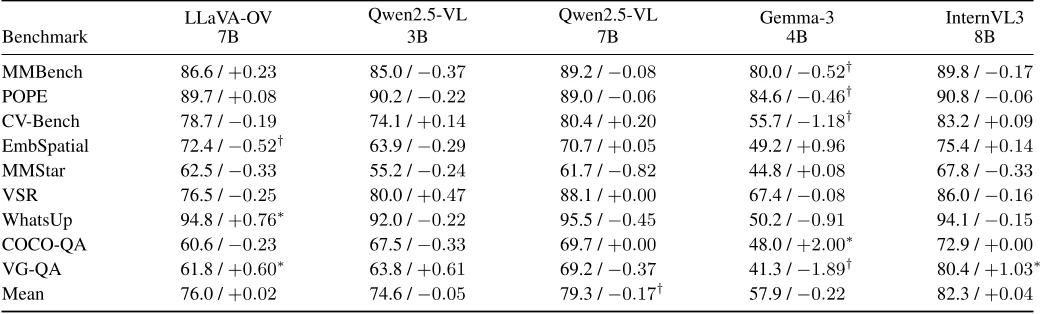 LLaVA-OV Qwen2.5-VL Qwen2.5-VL Gemma-3 InternVL3
Benchmark 7B 3B 7B 4B 8B
MMBench 86.6 / +0.23 85.0 / −0.37 89.2 / −0.08 80.0 / −0.52† 89.8 / −0.17
POPE 89.7 / +0.08 90.2 / −0.22 89.0 / −0.06 84.6 / −0.46† 90.8 / −0.06
CV-Bench 78.7 / −0.19 74.1 / +0.14 80.4 / +0.20 55.7 / −1.18† 83.2 / +0.09
EmbSpatial 72.4 / −0.52† 63.9 / −0.29 70.7 / +0.05 49.2 / +0.96 75.4 / +0.14
MMStar 62.5 / −0.33 55.2 / −0.24 61.7 / −0.82 44.8 / +0.08 67.8 / −0.33
VSR 76.5 / −0.25 80.0 / +0.47 88.1 / +0.00 67.4 / −0.08 86.0 / −0.16
WhatsUp 94.8 / +0.76* 92.0 / −0.22 95.5 / −0.45 50.2 / −0.91 94.1 / −0.15
COCO-QA 60.6 / −0.23 67.5 / −0.33 69.7 / +0.00 48.0 / +2.00* 72.9 / +0.00
VG-QA 61.8 / +0.60* 63.8 / +0.61 69.2 / −0.37 41.3 / −1.89† 80.4 / +1.03*
Mean 76.0 / +0.02 74.6 / −0.05 79.3 / −0.17† 57.9 / −0.22 82.3 / +0.04